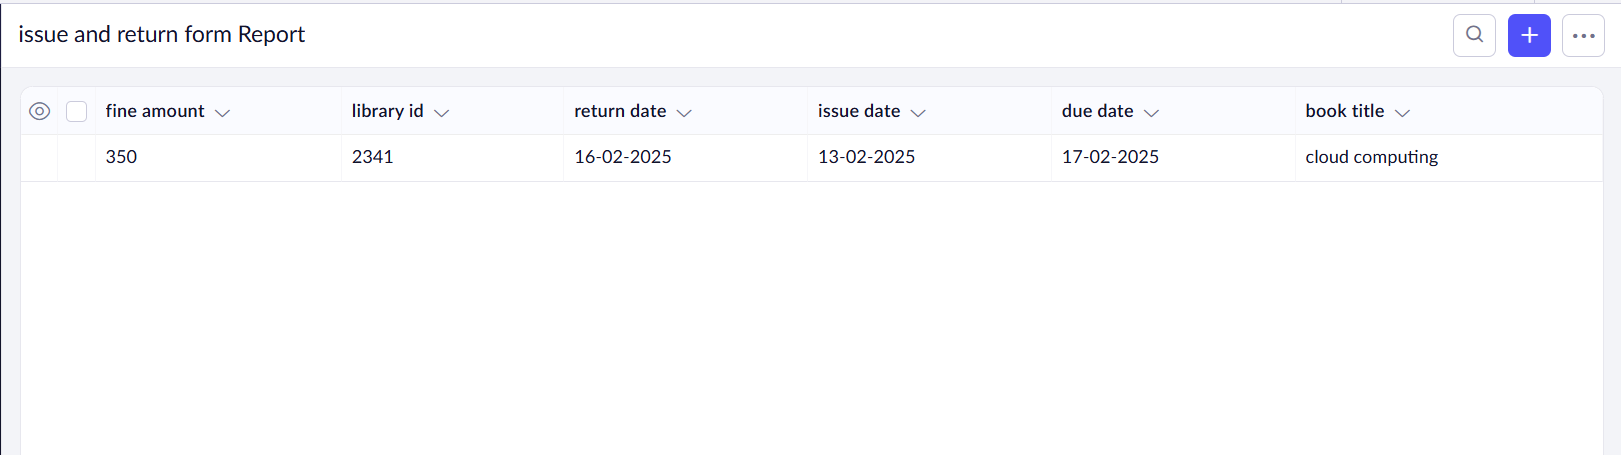 issue and return form Report
fine amount library id return date issue date due date book title
350 2341 16-02-2025 13-02-2025 17-02-2025 cloud computing